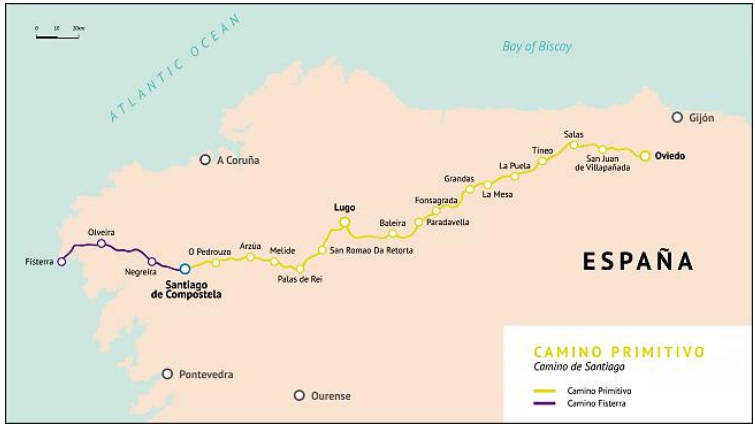 0 10 20km
ATLANTIC OCEAN
Bay of Biscay
Gijón
A Coruña
Salas
Tineo
San Juan
de Villapañada
Oviedo
La Puela
Grandas
La Mesa
Fonsagrada
Lugo
Baleira
Paradavella
Olveira
Fisterra
Negreira
O Pedrouzo
Arzúa
Melide
San Romao Da Retorta
Palas de Rei
Santiago
de Compostela
ESPAÑA
Pontevedra
Ourense
CAMINO PRIMITIVO
Camino de Santiago
Camino Primitivo
Camino Fisterra